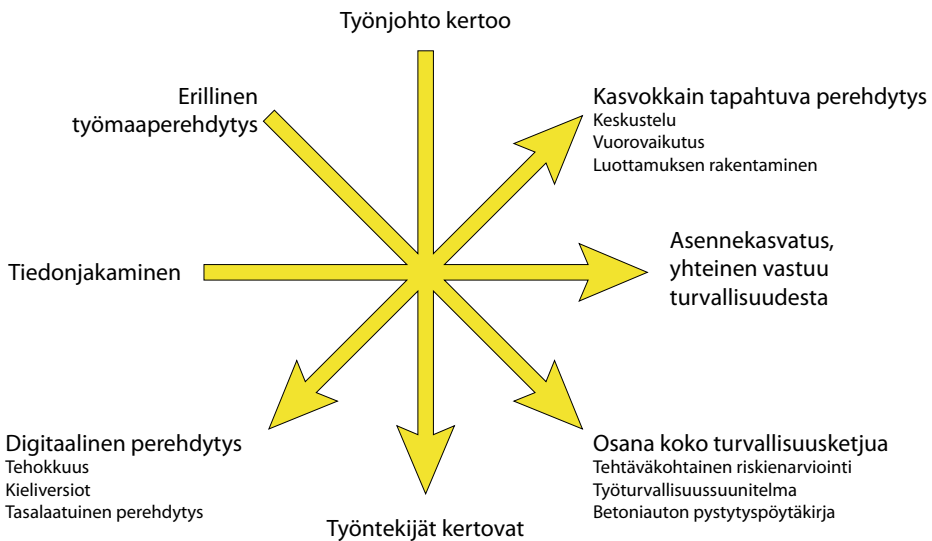 Työnjohto kertoo
Erillinen
työmaaperehdytys
Kasvokkain tapahtuva perehdytys
Keskustelu
Vuorovaikutus
Luottamuksen rakentaminen
Tiedonjakaminen
Asennekasvatus,
yhteinen vastuu
turvallisuudesta
Digitaalinen perehdytys
Tehokkuus
Kieliversiot
Tasalaatuinen perehdytys
Osana koko turvallisuusketjua
Tehtäväkohtainen riskienarviointi
Työturvallisuussuunitelma
Betoniauton pystytyspöytäkirja
Työntekijät kertovat